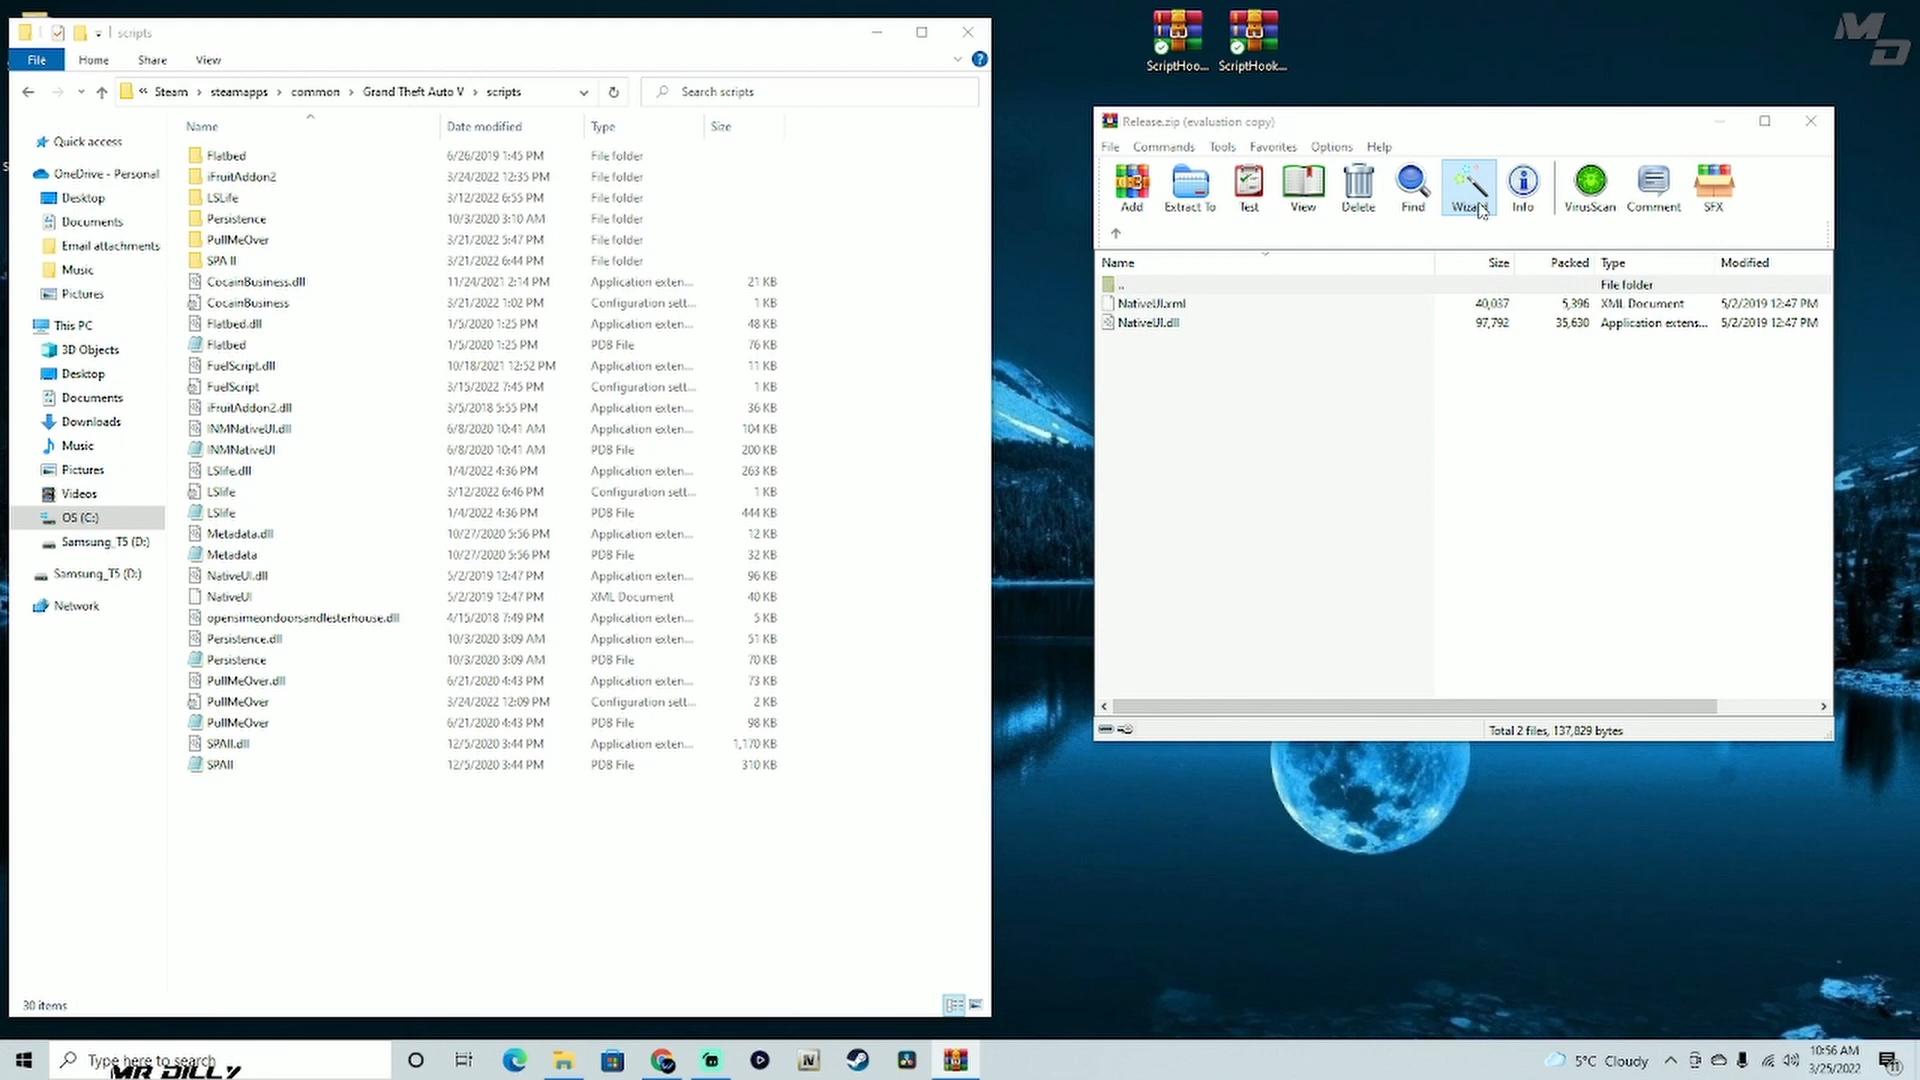 scripts
File Home Share View
Steam steamapps common Grand Theft Auto V scripts
Search scripts
Name Date modified Type Size
Quick access
OneDrive - Personal
Desktop
Documents
Email attachments
Music
Pictures
This PC
3D Objects
Desktop
Documents
Downloads
Music
Pictures
Videos
OS (C:)
Samsung_T5 (D:)
Samsung_T5 (D:)
Network
Flatbed 6/26/2019 1:45 PM File folder
iFruitAddon2 3/24/2022 12:35 PM File folder
LSLife 3/12/2022 6:55 PM File folder
Persistence 10/3/2020 3:10 AM File folder
PullMeOver 3/21/2022 5:47 PM File folder
SPA II 3/21/2022 6:44 PM File folder
CocainBusiness.dll 11/24/2021 2:14 PM Application exten... 21 KB
CocainBusiness 3/21/2022 1:02 PM Configuration sett... 1 KB
Flatbed.dll 1/5/2020 1:25 PM Application exten... 48 KB
Flatbed 1/5/2020 1:25 PM PDB File 76 KB
FuelScript.dll 10/18/2021 12:52 PM Application exten... 11 KB
FuelScript 3/15/2022 7:45 PM Configuration sett... 1 KB
iFruitAddon2.dll 3/5/2018 5:55 PM Application exten... 36 KB
INMNativeUI.dll 6/8/2020 10:41 AM Application exten... 104 KB
INMNativeUI 6/8/2020 10:41 AM PDB File 200 KB
LSlife.dll 1/4/2022 4:36 PM Application exten... 263 KB
LSlife 3/12/2022 6:46 PM Configuration sett... 1 KB
LSlife 1/4/2022 4:36 PM PDB File 444 KB
Metadata.dll 10/27/2020 5:56 PM Application exten... 12 KB
Metadata 10/27/2020 5:56 PM PDB File 32 KB
NativeUI.dll 5/2/2019 12:47 PM Application exten... 96 KB
NativeUI 5/2/2019 12:47 PM XML Document 40 KB
opensimeondoorsandlesterhouse.dll 4/15/2018 7:49 PM Application exten... 5 KB
Persistence.dll 10/3/2020 3:09 AM Application exten... 51 KB
Persistence 10/3/2020 3:09 AM PDB File 70 KB
PullMeOver.dll 6/21/2020 4:43 PM Application exten... 73 KB
PullMeOver 3/24/2022 12:09 PM Configuration sett... 2 KB
PullMeOver 6/21/2020 4:43 PM PDB File 98 KB
SPAII.dll 12/5/2020 3:44 PM Application exten... 1,170 KB
SPAII 12/5/2020 3:44 PM PDB File 310 KB
30 items
ScriptHoo... ScriptHook...
MD
Release.zip (evaluation copy)
File Commands Tools Favorites Options Help
Add Extract To Test View Delete Find Wizard Info VirusScan Comment SFX
Name Size Packed Type Modified
.. File folder
NativeUI.xml 40,037 5,396 XML Document 5/2/2019 12:47 PM
NativeUI.dll 97,792 35,630 Application extens... 5/2/2019 12:47 PM
Total 2 files, 137,829 bytes
Type here to search
MR DILLY
5°C Cloudy
10:56 AM
3/25/2022
11